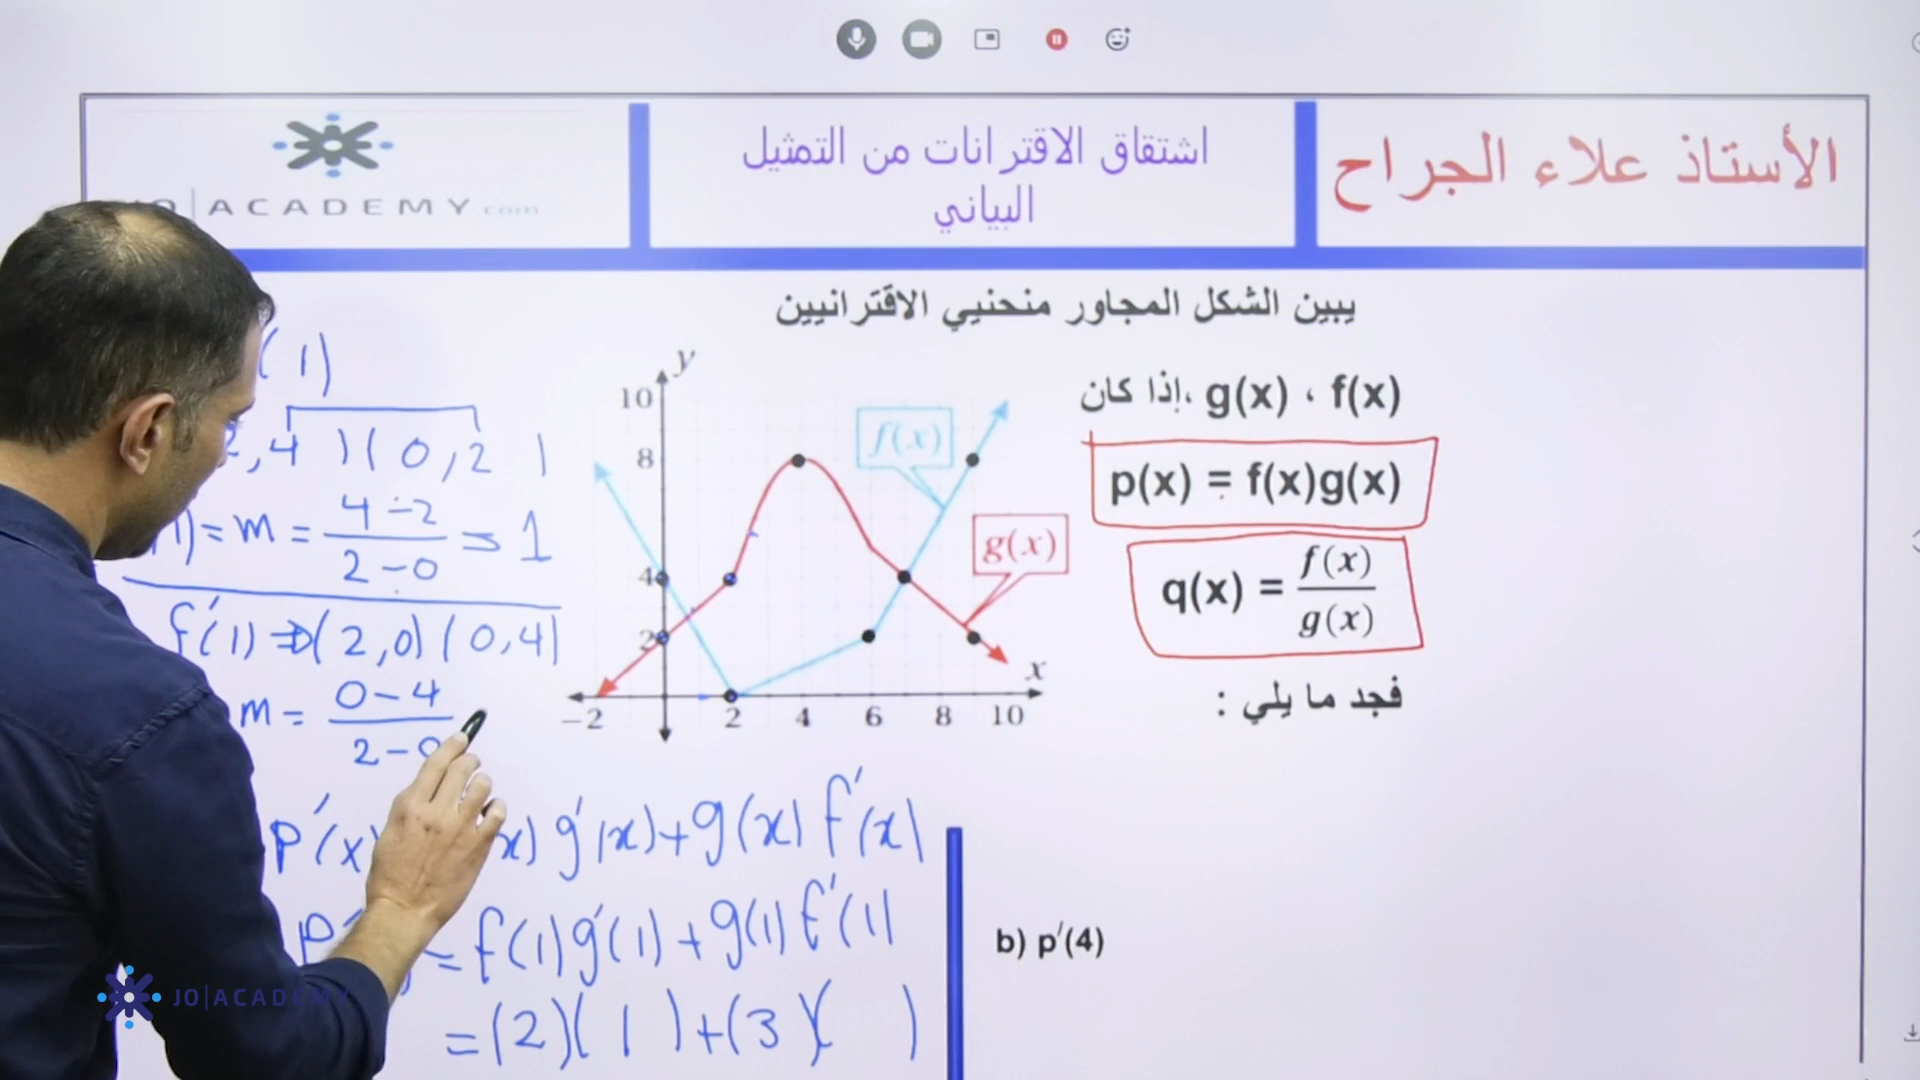 الأستاذ علاء الجراح
اشتقاق الاقترانات من التمثيل
البياني
ACADEMY.com
يبين الشكل المجاور منحنيي الاقترانيين
f(x) ، g(x) ،إذا كان
p(x) = f(x)g(x)
q(x) = f(x)/g(x)
فجد ما يلي :
y
10
8
4
2
-2 2 4 6 8 10
x
f(x)
g(x)
( 1 )
,4 ) ( 0 , 2 )
= m = 4-2/2-0 = 1
f'(1) ⇒ (2,0) (0,4)
m = 0-4/2-0
p'(x) x) g'(x) + g(x) f'(x)
= f(1)g'(1) + g(1) f'(1)
= (2)( 1 ) + (3)( )
b) p'(4)
JO|ACADEMY